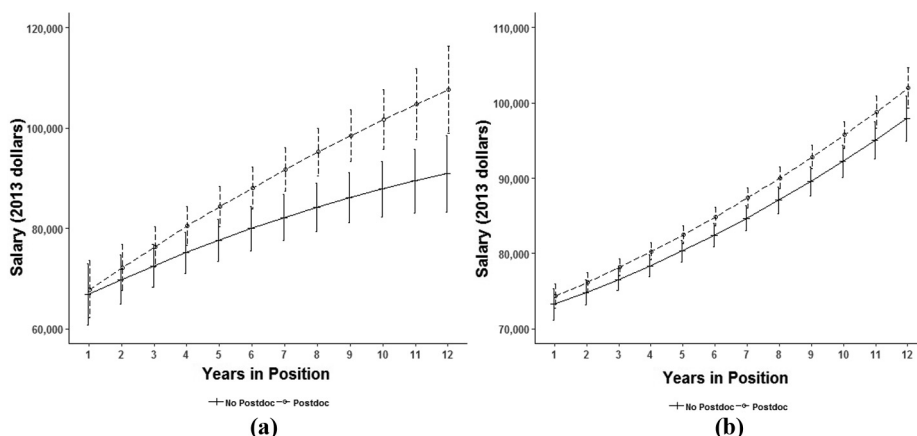 (a)
120,000
100,000
80,000
60,000
Salary (2013 dollars)
1 2 3 4 5 6 7 8 9 10 11 12
Years in Position
No Postdoc Postdoc
(a)
(b)
110,000
100,000
90,000
80,000
70,000
Salary (2013 dollars)
1 2 3 4 5 6 7 8 9 10 11 12
Years in Position
No Postdoc Postdoc
(b)